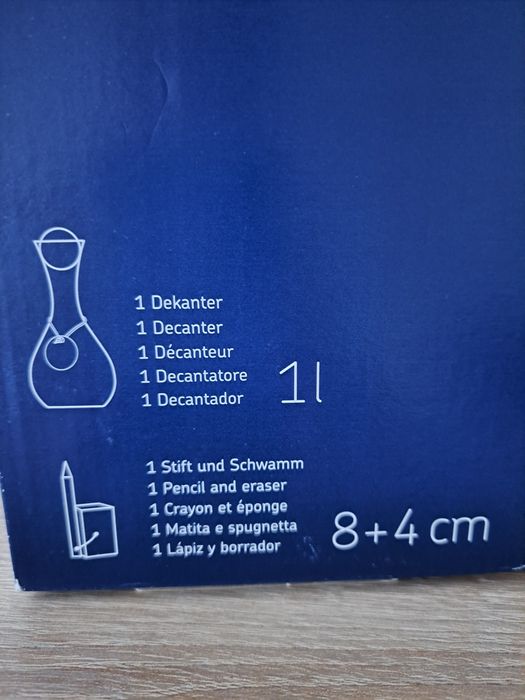 1 Dekanter
1 Decanter
1 Décanteur
1 Decantatore
1 Decantador
1 l
1 Stift und Schwamm
1 Pencil and eraser
1 Crayon et éponge
1 Matita e spugnetta
1 Lápiz y borrador
8+4 cm